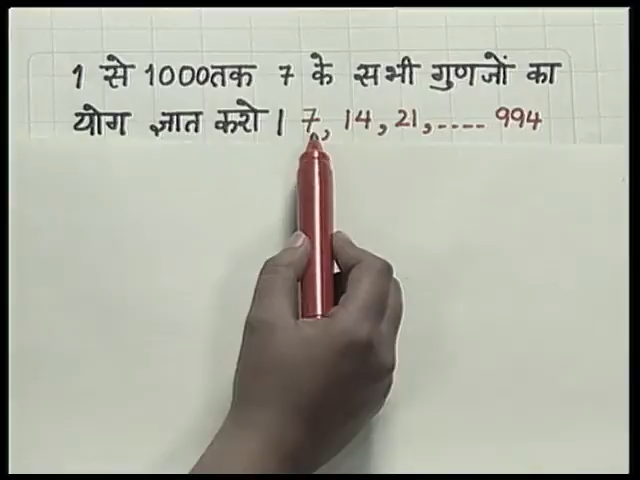 1 से 1000तक 7 के सभी गुणजों का
योग ज्ञात करो । 7, 14, 21, .... 994